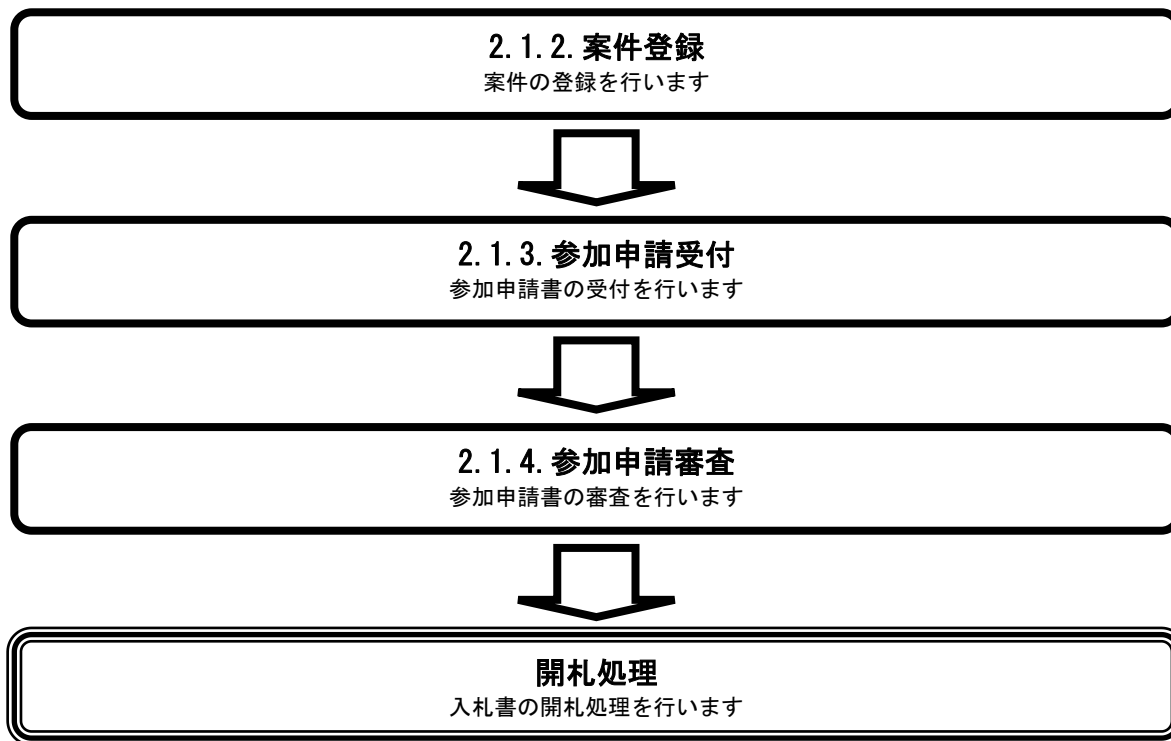 2.1.2.案件登録
案件の登録を行います
2.1.3.参加申請受付
参加申請書の受付を行います
2.1.4.参加申請審査
参加申請書の審査を行います
開札処理
入札書の開札処理を行います